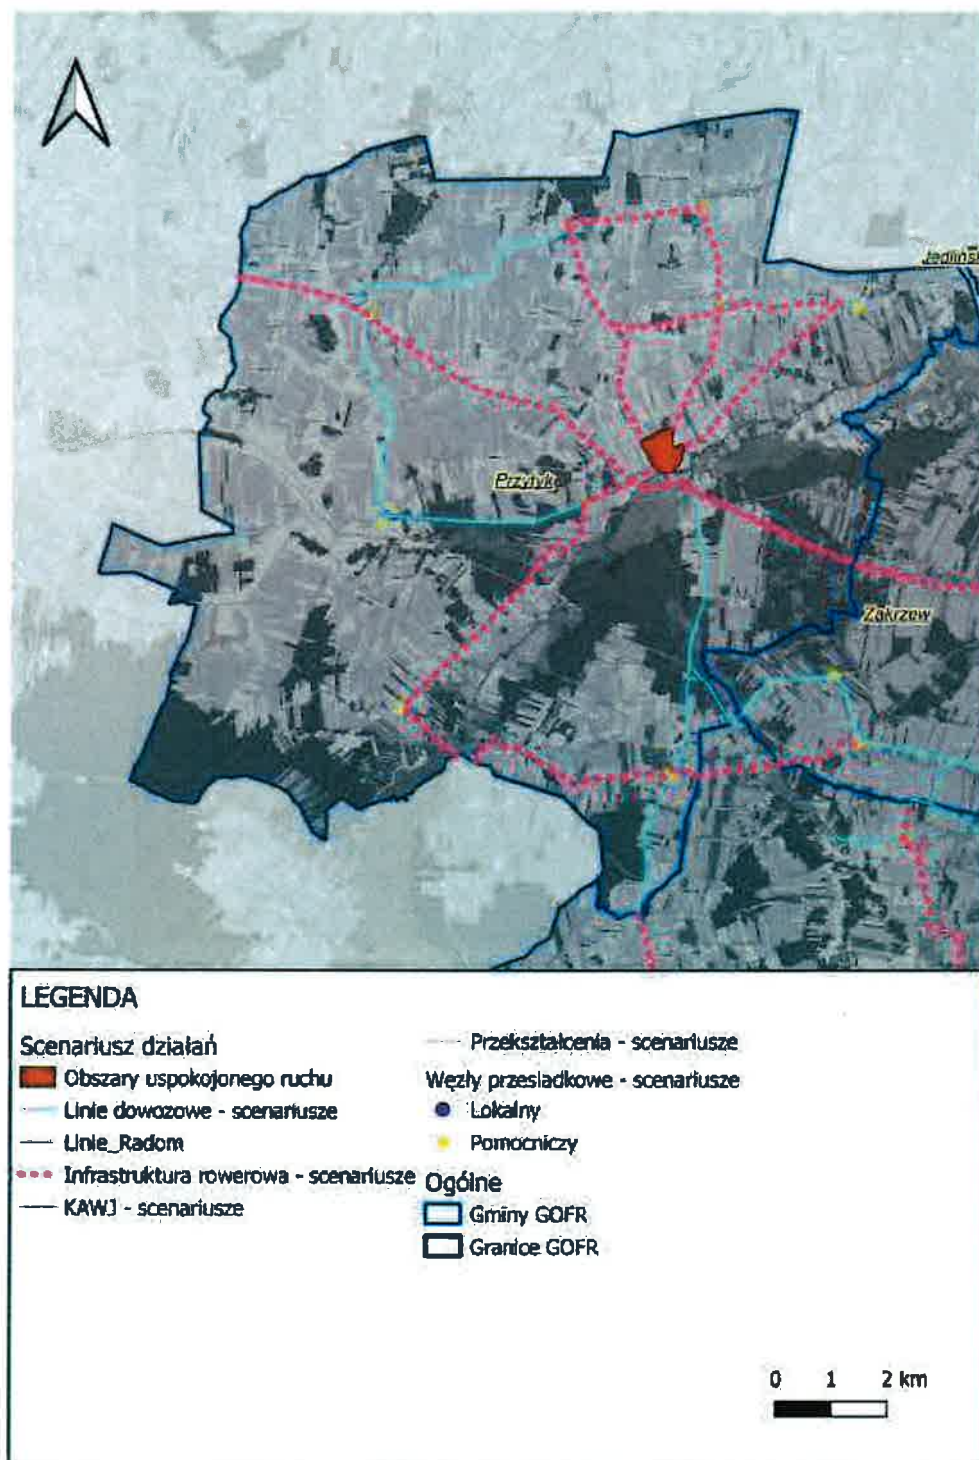 Jedlińsk
Przytyk
Zakrzew
LEGENDA
Scenariusz działań
Obszary uspokojonego ruchu
Linie dowozowe - scenariusze
Linie_Radom
Infrastruktura rowerowa - scenariusze
KAWJ - scenariusze
Przekształcenia - scenariusze
Węzły przesiadkowe - scenariusze
Lokalny
Pomocniczy
Ogólne
Gminy GOFR
Granice GOFR
0 1 2 km